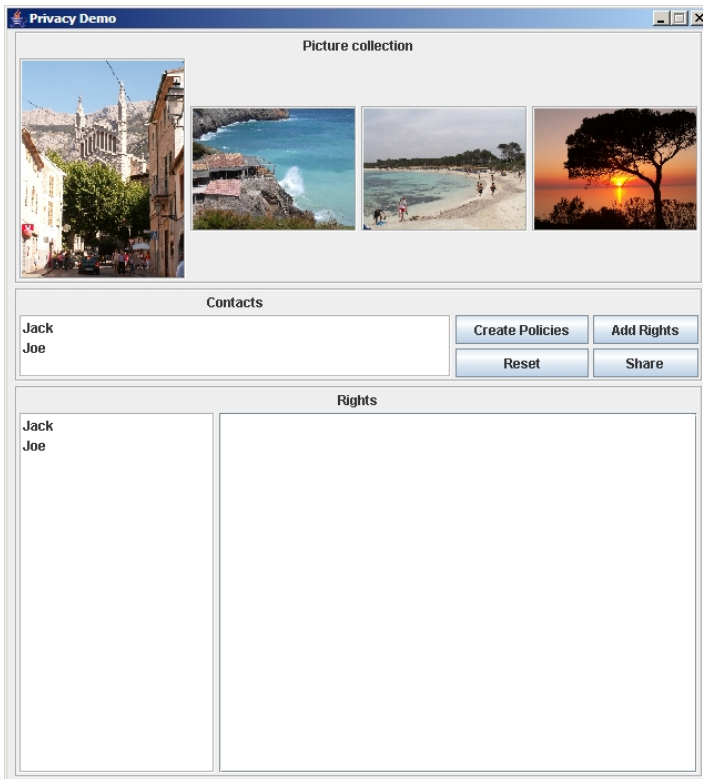 Privacy Demo
Picture collection
Contacts
Jack
Joe
Create Policies
Add Rights
Reset
Share
Rights
Jack
Joe